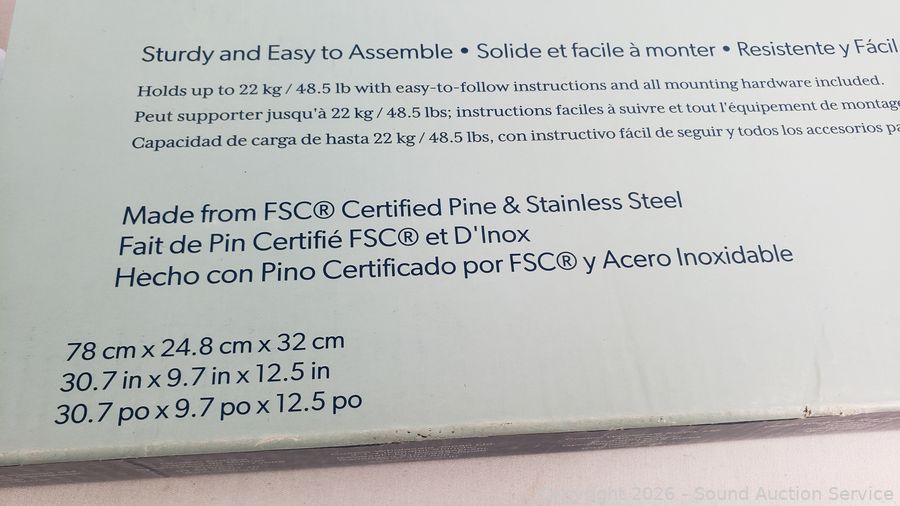 Sturdy and Easy to Assemble • Solide et facile à monter • Resistente y Fácil
Holds up to 22 kg / 48.5 lb with easy-to-follow instructions and all mounting hardware included.
Peut supporter jusqu'à 22 kg / 48.5 lbs; instructions faciles à suivre et tout l'équipement de montage
Capacidad de carga de hasta 22 kg / 48.5 lbs, con instructivo fácil de seguir y todos los accesorios
Made from FSC® Certified Pine & Stainless Steel
Fait de Pin Certifié FSC® et D'Inox
Hecho con Pino Certificado por FSC® y Acero Inoxidable
78 cm x 24.8 cm x 32 cm
30.7 in x 9.7 in x 12.5 in
30.7 po x 9.7 po x 12.5 po
Copyright 2026 - Sound Auction Service